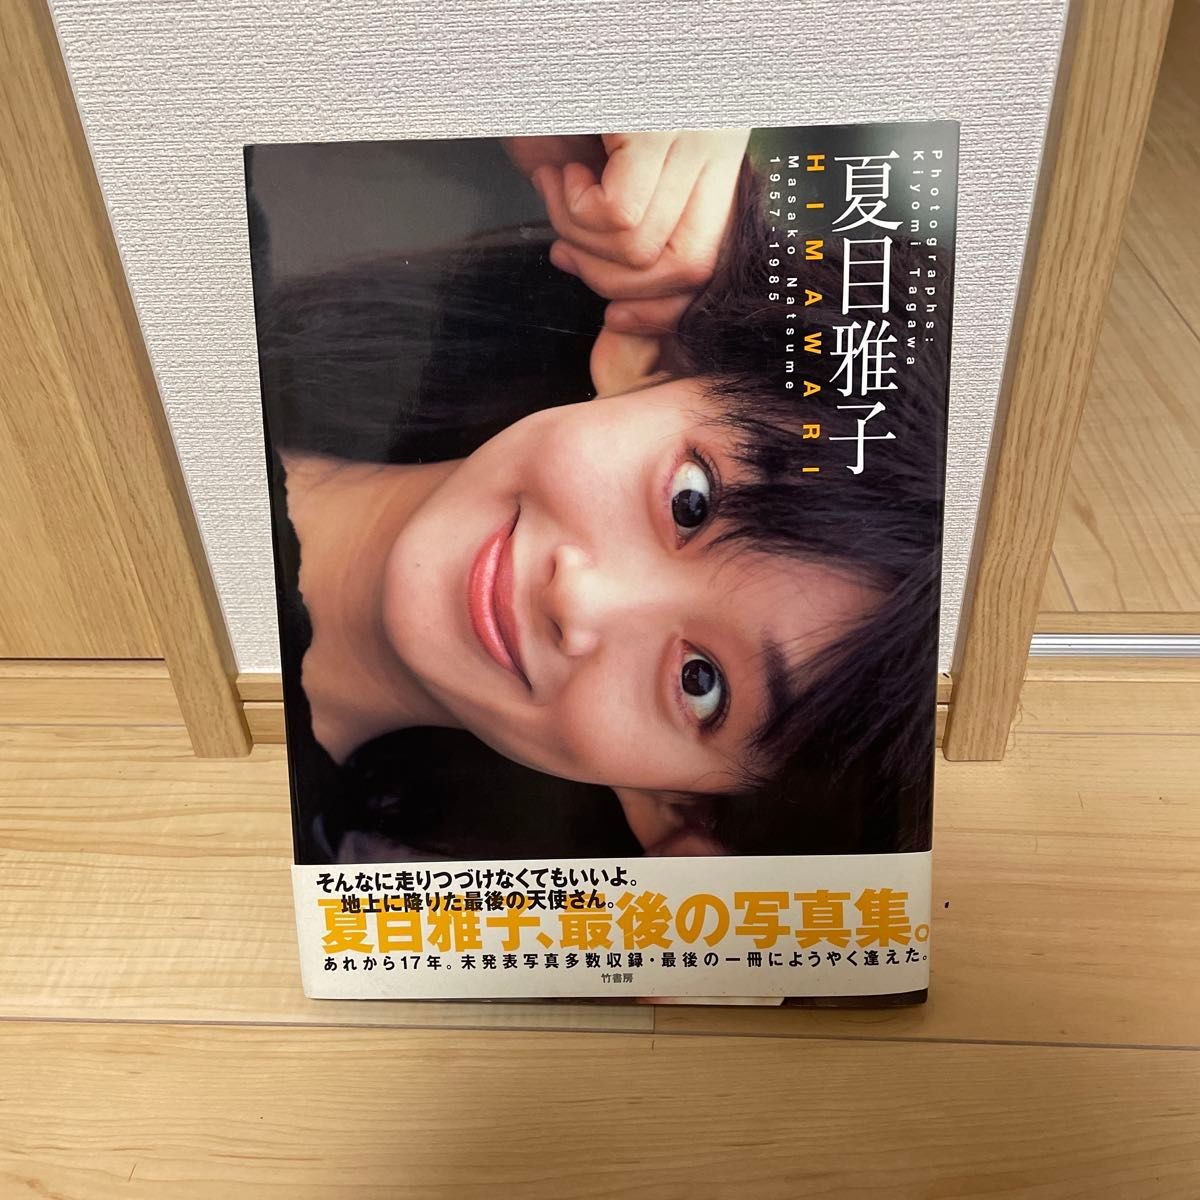 Photographs:
Kiyomi Tagawa
夏目雅子
HIMAWARI
Masako Natsume
1957-1985
そんなに走りつづけなくてもいいよ。
地上に降りた最後の天使さん。
夏目雅子、最後の写真集。
あれから17年。未発表写真多数収録・最後の一冊にようやく逢えた。
竹書房